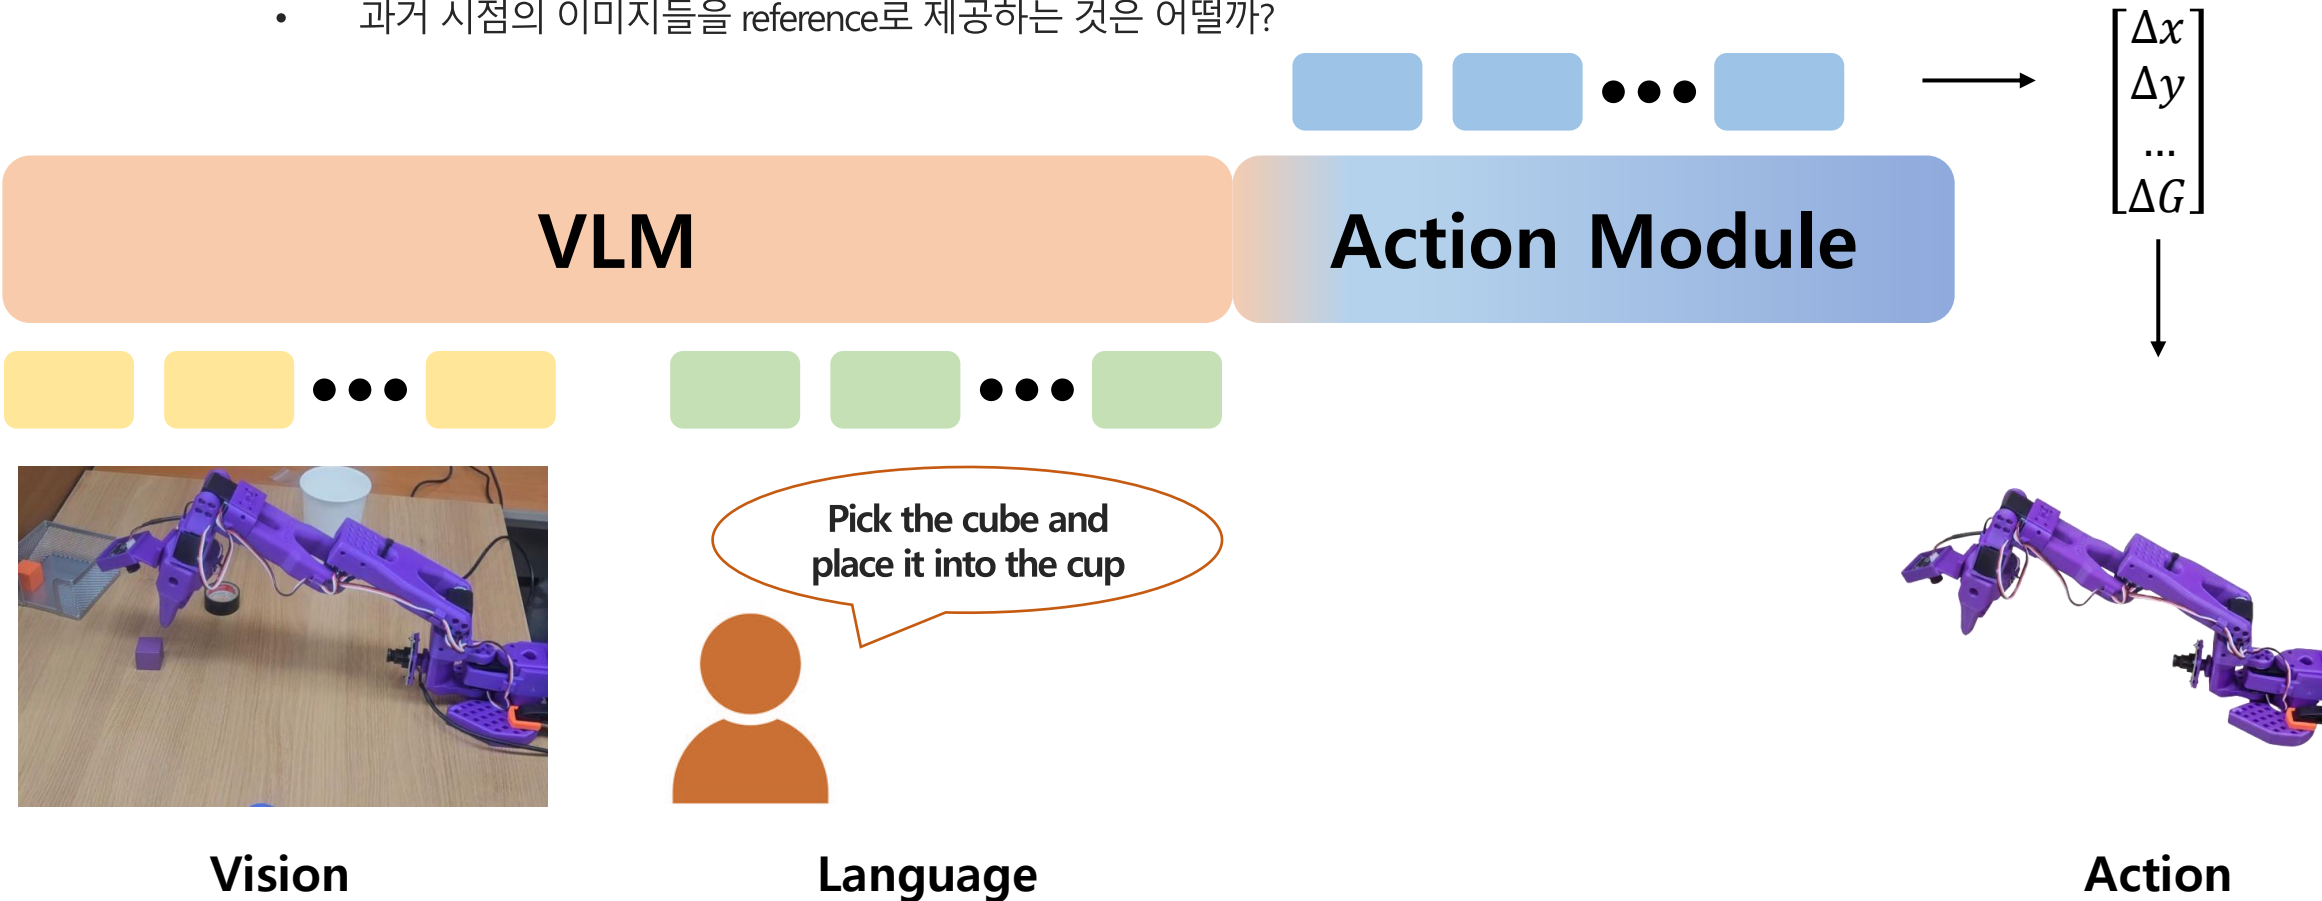 • 과거 시점의 이미지들을 reference로 제공하는 것은 어떨까?
Δx
Δy
...
ΔG
VLM
Action Module
Pick the cube and
place it into the cup
Vision
Language
Action